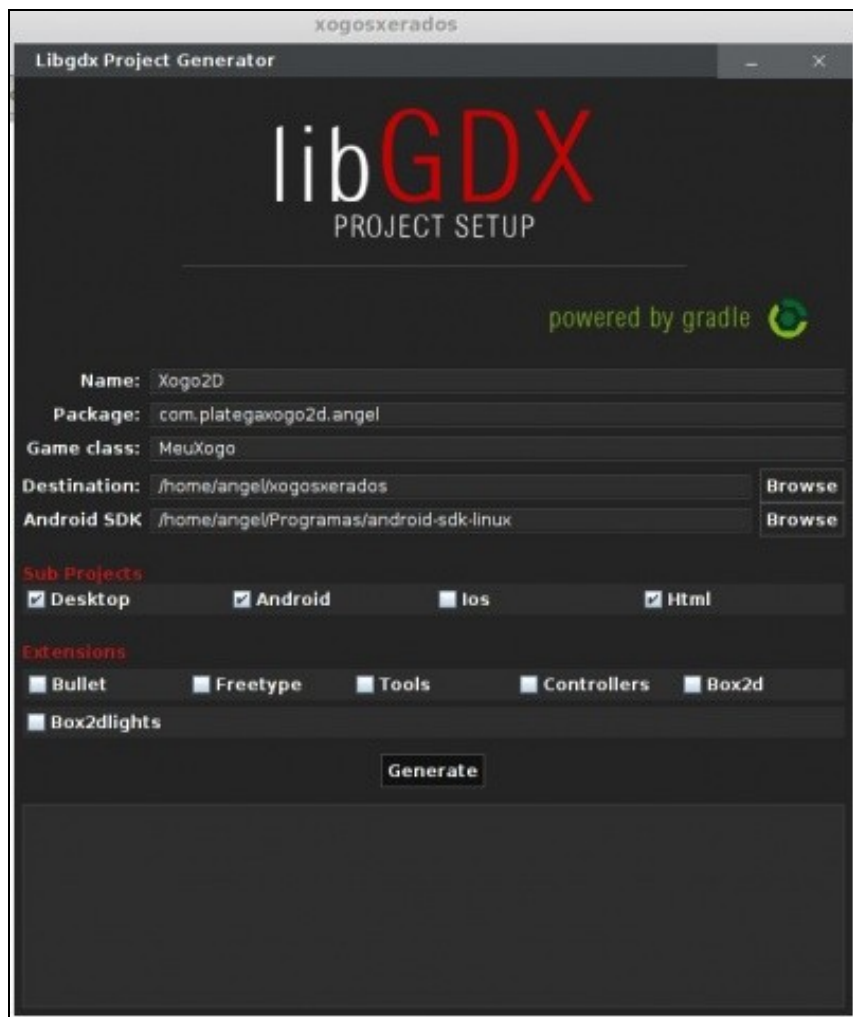 xogosxerados
Libgdx Project Generator
libGDX
PROJECT SETUP
powered by gradle
Name: Xogo2D
Package: com.plategaxogo2d.angel
Game class: MeuXogo
Destination: /home/angel/xogosxerados Browse
Android SDK /home/angel/Programas/android-sdk-linux Browse
Sub Projects
Desktop Android Ios Html
Extensions
Bullet Freetype Tools Controllers Box2d
Box2dlights
Generate